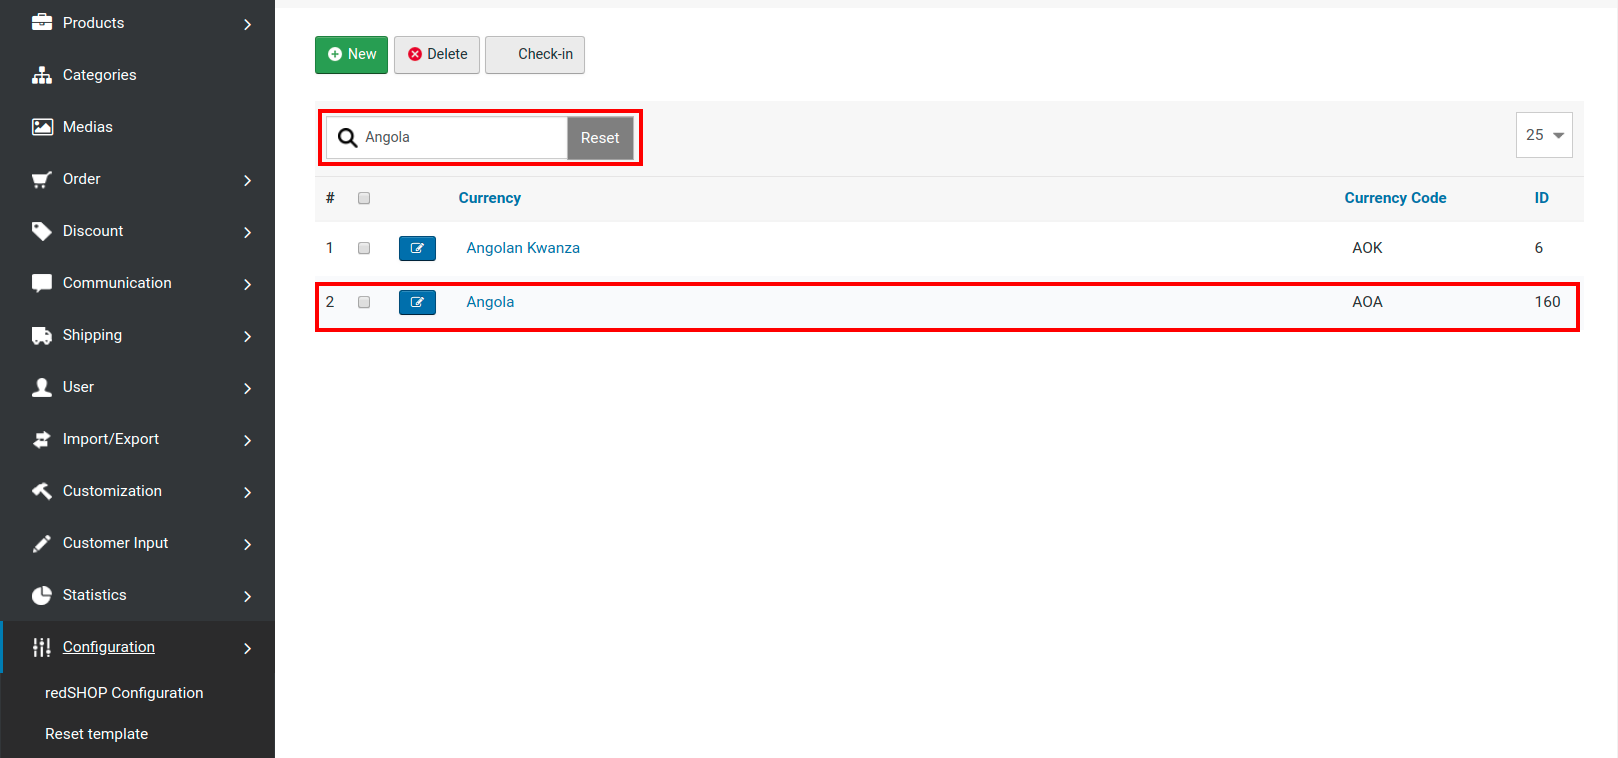 Products
Categories
Medias
Order
Discount
Communication
Shipping
User
Import/Export
Customization
Customer Input
Statistics
Configuration
redSHOP Configuration
Reset template
New Delete Check-in
Angola Reset 25
# Currency Currency Code ID
1 Angolan Kwanza AOK 6
2 Angola AOA 160